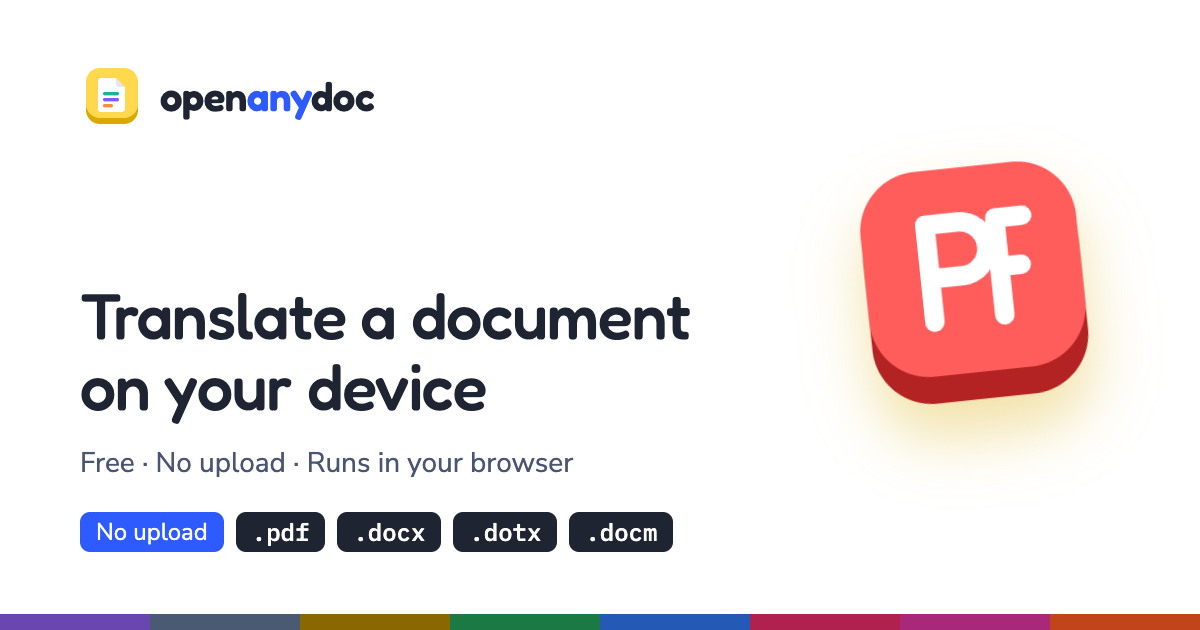 openanydoc
PF
Translate a document
on your device
Free · No upload · Runs in your browser
No upload .pdf .docx .dotx .docm